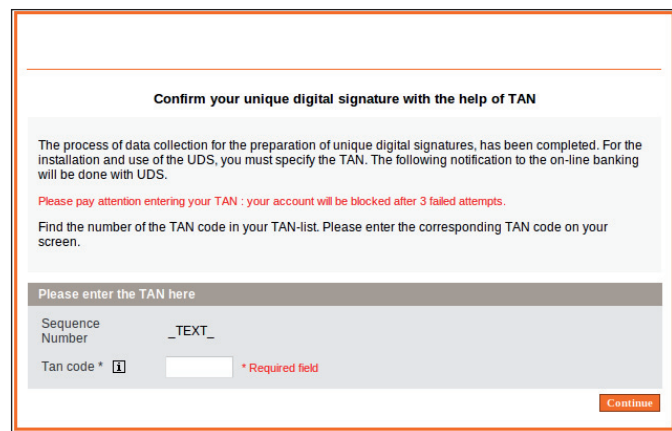 Confirm your unique digital signature with the help of TAN
The process of data collection for the preparation of unique digital signatures, has been completed. For the
installation and use of the UDS, you must specify the TAN. The following notification to the on-line banking
will be done with UDS.
Please pay attention entering your TAN : your account will be blocked after 3 failed attempts.
Find the number of the TAN code in your TAN-list. Please enter the corresponding TAN code on your
screen.
Please enter the TAN here
Sequence
Number
_TEXT_
Tan code * i
* Required field
Continue